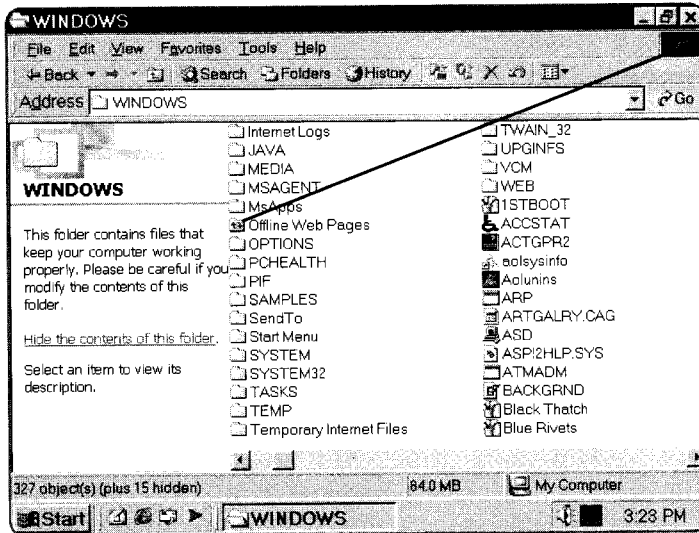 WINDOWS
File Edit View Favorites Tools Help
Back Search Folders History
Address WINDOWS Go
WINDOWS
This folder contains files that
keep your computer working
properly. Please be careful if you
modify the contents of this
folder.
Hide the contents of this folder.
Select an item to view its
description.
Internet Logs
JAVA
MEDIA
MSAGENT
MsApps
Offline Web Pages
OPTIONS
PCHEALTH
PIF
SAMPLES
SendTo
Start Menu
SYSTEM
SYSTEM32
TASKS
TEMP
Temporary Internet Files
TWAIN_32
UPGINFS
VCM
WEB
1STBOOT
ACCSTAT
ACTGPR2
aolsysinfo
Aolunins
ARP
ARTGALRY.CAG
ASD
ASPI2HLP.SYS
ATMADM
BACKGRND
Black Thatch
Blue Rivets
327 object(s) (plus 15 hidden) 64.0 MB My Computer
Start WINDOWS 3:23 PM